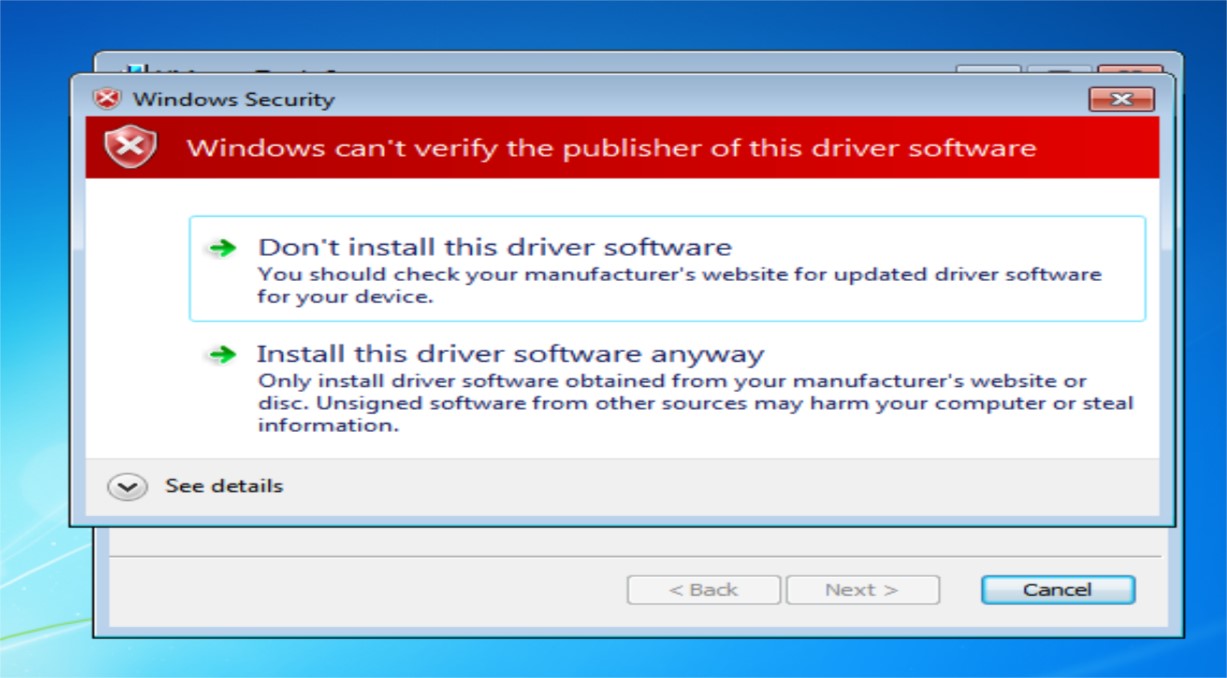 Windows Security
Windows can't verify the publisher of this driver software
Don't install this driver software
You should check your manufacturer's website for updated driver software
for your device.
Install this driver software anyway
Only install driver software obtained from your manufacturer's website or
disc. Unsigned software from other sources may harm your computer or steal
information.
See details
< Back
Next >
Cancel